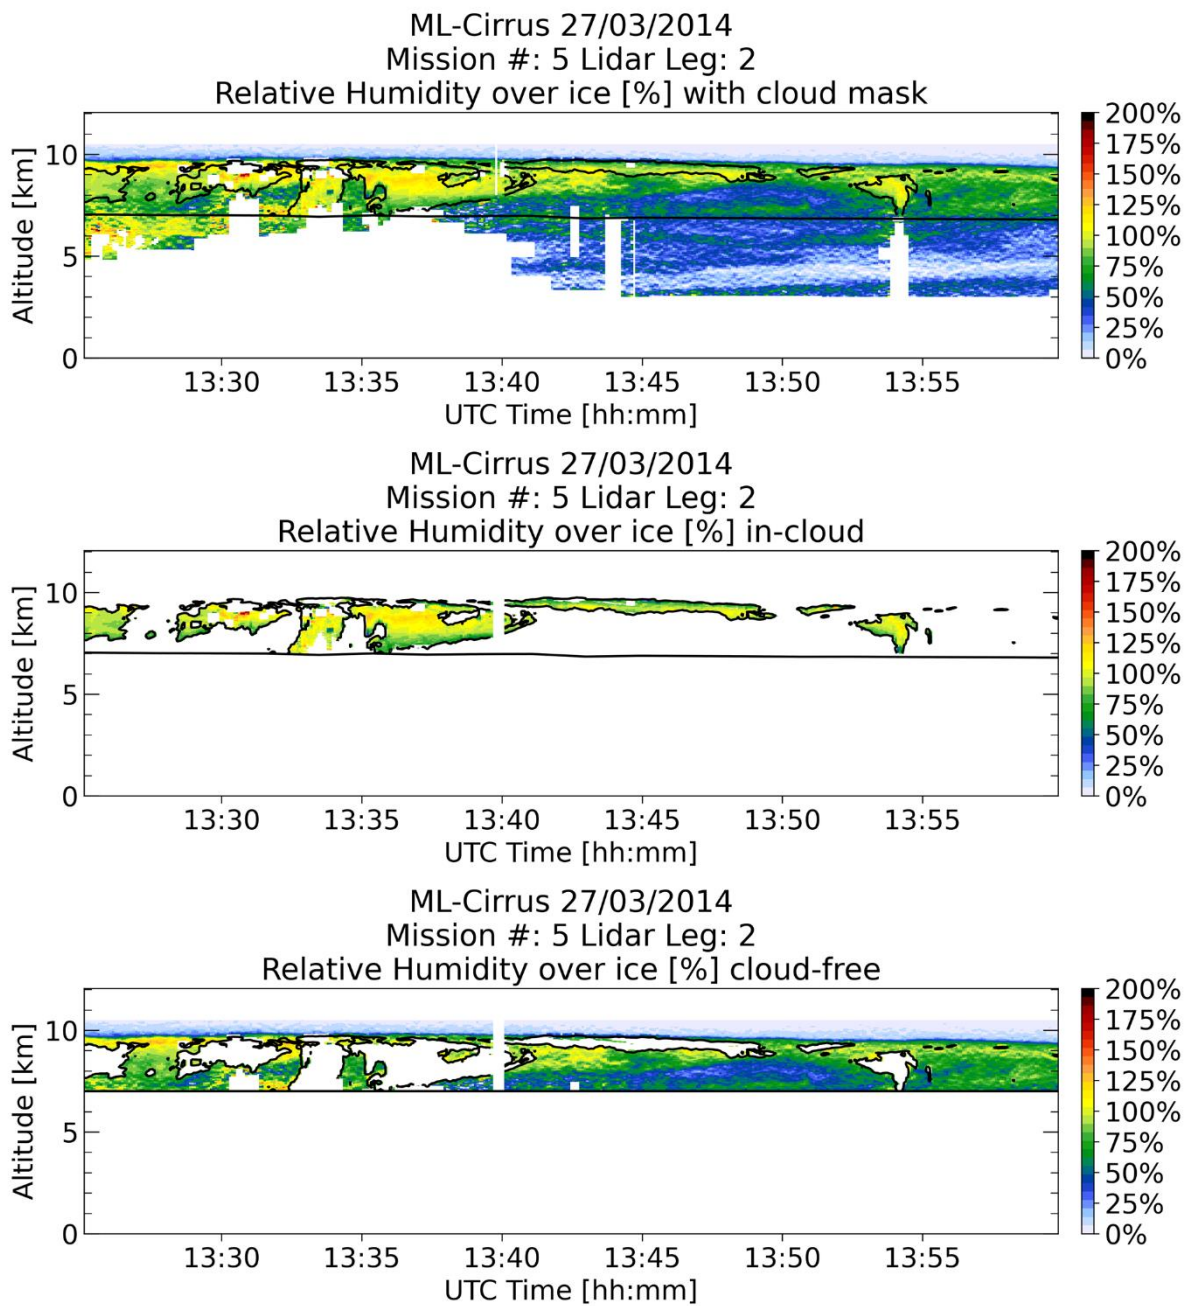 ML-Cirrus 27/03/2014
Mission #: 5 Lidar Leg: 2
Relative Humidity over ice [%] with cloud mask
200%
175%
150%
125%
100%
75%
50%
25%
0%
10
5
0
Altitude [km]
13:30 13:35 13:40 13:45 13:50 13:55
UTC Time [hh:mm]
ML-Cirrus 27/03/2014
Mission #: 5 Lidar Leg: 2
Relative Humidity over ice [%] in-cloud
200%
175%
150%
125%
100%
75%
50%
25%
0%
10
5
0
Altitude [km]
13:30 13:35 13:40 13:45 13:50 13:55
UTC Time [hh:mm]
ML-Cirrus 27/03/2014
Mission #: 5 Lidar Leg: 2
Relative Humidity over ice [%] cloud-free
200%
175%
150%
125%
100%
75%
50%
25%
0%
10
5
0
Altitude [km]
13:30 13:35 13:40 13:45 13:50 13:55
UTC Time [hh:mm]